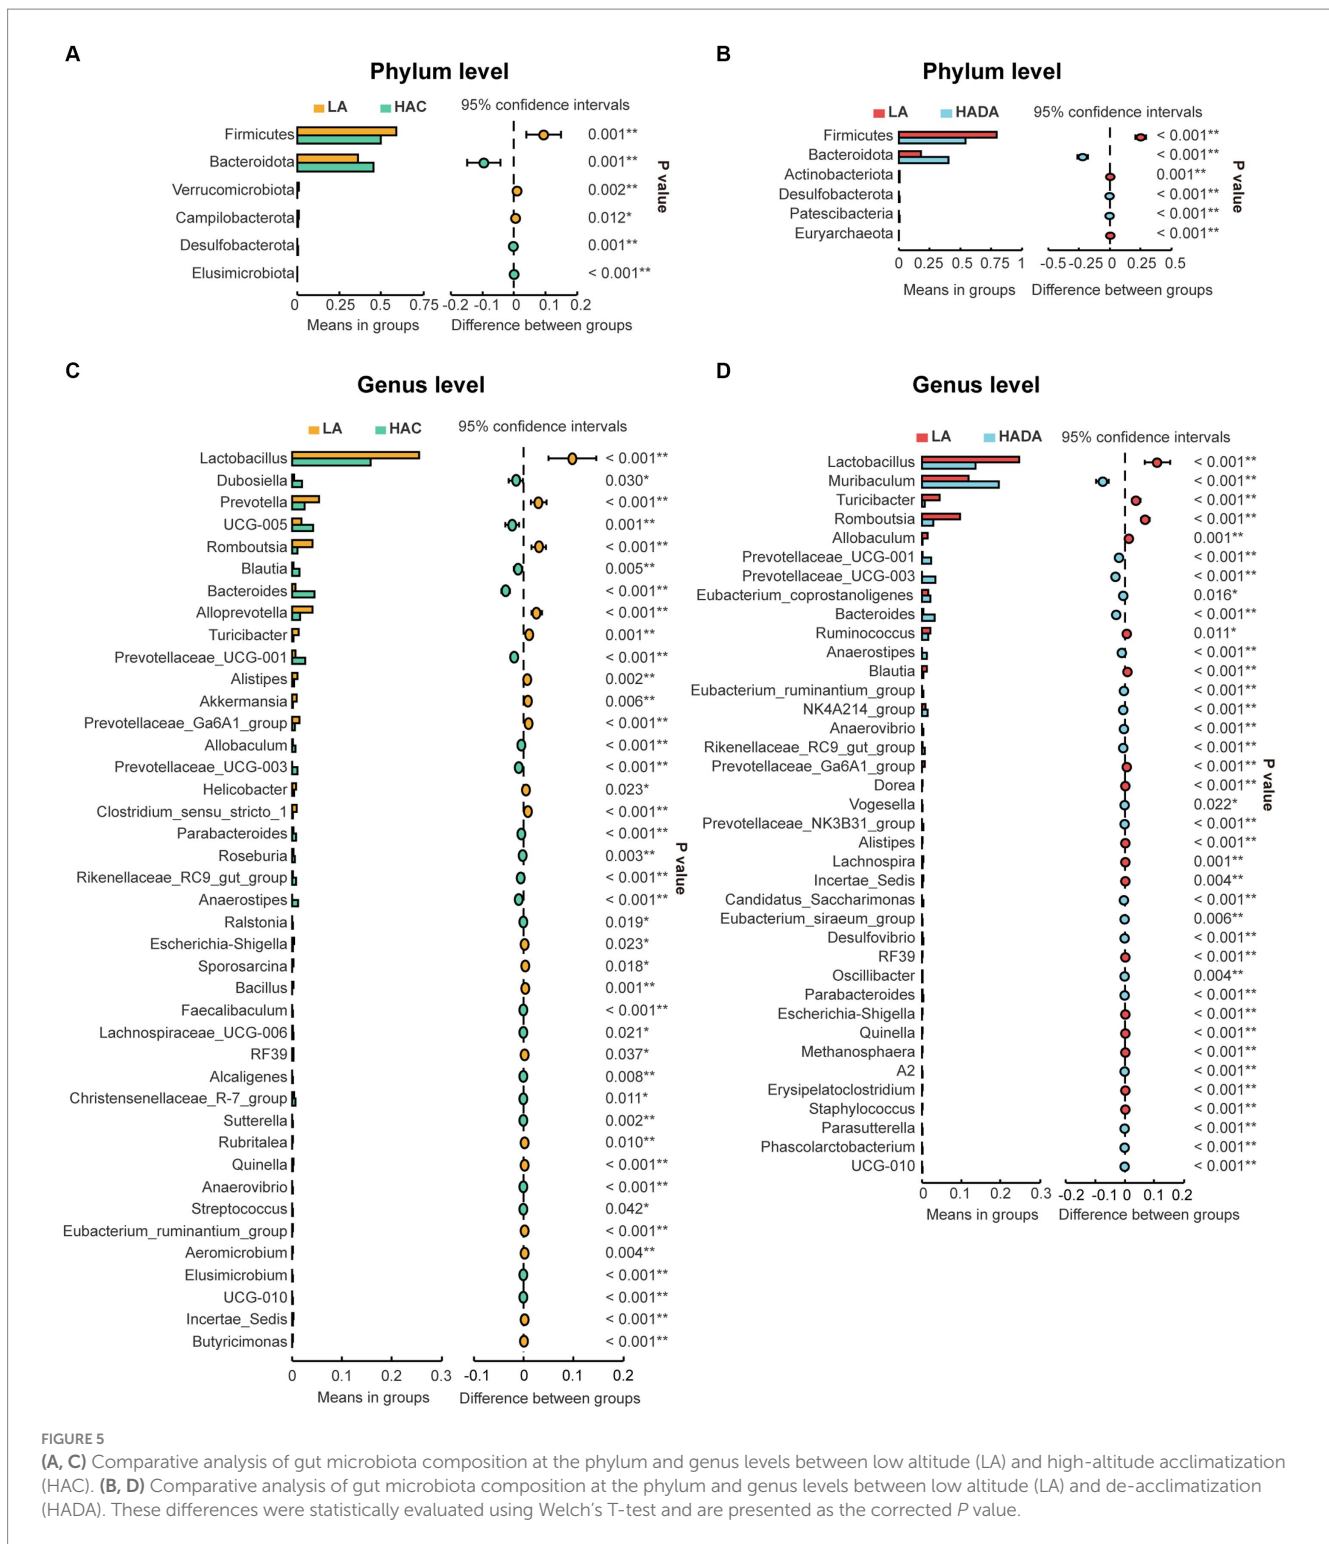 A
Phylum level
LA HAC 95% confidence intervals
Firmicutes 0.001**
Bacteroidota 0.001**
Verrucomicrobiota 0.002**
Campilobacterota 0.012*
Desulfobacterota 0.001**
Elusimicrobiota < 0.001**
P value
0 0.25 0.5 0.75 -0.2 -0.1 0 0.1 0.2
Means in groups Difference between groups
B
Phylum level
LA HADA 95% confidence intervals
Firmicutes < 0.001**
Bacteroidota < 0.001**
Actinobacteriota 0.001**
Desulfobacterota < 0.001**
Patescibacteria < 0.001**
Euryarchaeota < 0.001**
P value
0 0.25 0.50 0.75 1 -0.5 -0.25 0 0.25 0.5
Means in groups Difference between groups
C
Genus level
LA HAC 95% confidence intervals
Lactobacillus < 0.001**
Dubosiella 0.030*
Prevotella < 0.001**
UCG-005 0.001**
Romboutsia < 0.001**
Blautia 0.005**
Bacteroides < 0.001**
Alloprevotella < 0.001**
Turicibacter 0.001**
Prevotellaceae_UCG-001 < 0.001**
Alistipes 0.002**
Akkermansia 0.006**
Prevotellaceae_Ga6A1_group < 0.001**
Allobaculum < 0.001**
Prevotellaceae_UCG-003 < 0.001**
Helicobacter 0.023*
Clostridium_sensu_stricto_1 < 0.001**
Parabacteroides < 0.001**
Roseburia 0.003**
Rikenellaceae_RC9_gut_group < 0.001**
Anaerostipes < 0.001**
Ralstonia 0.019*
Escherichia-Shigella 0.023*
Sporosarcina 0.018*
Bacillus 0.001**
Faecalibaculum < 0.001**
Lachnospiraceae_UCG-006 0.021*
RF39 0.037*
Alcaligenes 0.008**
Christensenellaceae_R-7_group 0.011*
Sutterella 0.002**
Rubritalea 0.010**
Quinella < 0.001**
Anaerovibrio < 0.001**
Streptococcus 0.042*
Eubacterium_ruminantium_group < 0.001**
Aeromicrobium 0.004**
Elusimicrobium < 0.001**
UCG-010 < 0.001**
Incertae_Sedis < 0.001**
Butyricimonas < 0.001**
P value
0 0.1 0.2 0.3 -0.1 0 0.1 0.2
Means in groups Difference between groups
D
Genus level
LA HADA 95% confidence intervals
Lactobacillus < 0.001**
Muribaculum < 0.001**
Turicibacter < 0.001**
Romboutsia < 0.001**
Allobaculum 0.001**
Prevotellaceae_UCG-001 < 0.001**
Prevotellaceae_UCG-003 < 0.001**
Eubacterium_coprostanoligenes 0.016*
Bacteroides < 0.001**
Ruminococcus 0.011*
Anaerostipes < 0.001**
Blautia < 0.001**
Eubacterium_ruminantium_group < 0.001**
NK4A214_group < 0.001**
Anaerovibrio < 0.001**
Rikenellaceae_RC9_gut_group < 0.001**
Prevotellaceae_Ga6A1_group < 0.001**
Dorea < 0.001**
Vogesella 0.022*
Prevotellaceae_NK3B31_group < 0.001**
Alistipes < 0.001**
Lachnospira 0.001**
Incertae_Sedis 0.004**
Candidatus_Saccharimonas < 0.001**
Eubacterium_siraeum_group 0.006**
Desulfovibrio < 0.001**
RF39 < 0.001**
Oscillibacter 0.004**
Parabacteroides < 0.001**
Escherichia-Shigella < 0.001**
Quinella < 0.001**
Methanosphaera < 0.001**
A2 < 0.001**
Erysipelatoclostridium < 0.001**
Staphylococcus < 0.001**
Parasutterella < 0.001**
Phascolarctobacterium < 0.001**
UCG-010 < 0.001**
P value
0 0.1 0.2 0.3 -0.2 -0.1 0 0.1 0.2
Means in groups Difference between groups
FIGURE 5
(A, C) Comparative analysis of gut microbiota composition at the phylum and genus levels between low altitude (LA) and high-altitude acclimatization
(HAC). (B, D) Comparative analysis of gut microbiota composition at the phylum and genus levels between low altitude (LA) and de-acclimatization
(HADA). These differences were statistically evaluated using Welch's T-test and are presented as the corrected P value.